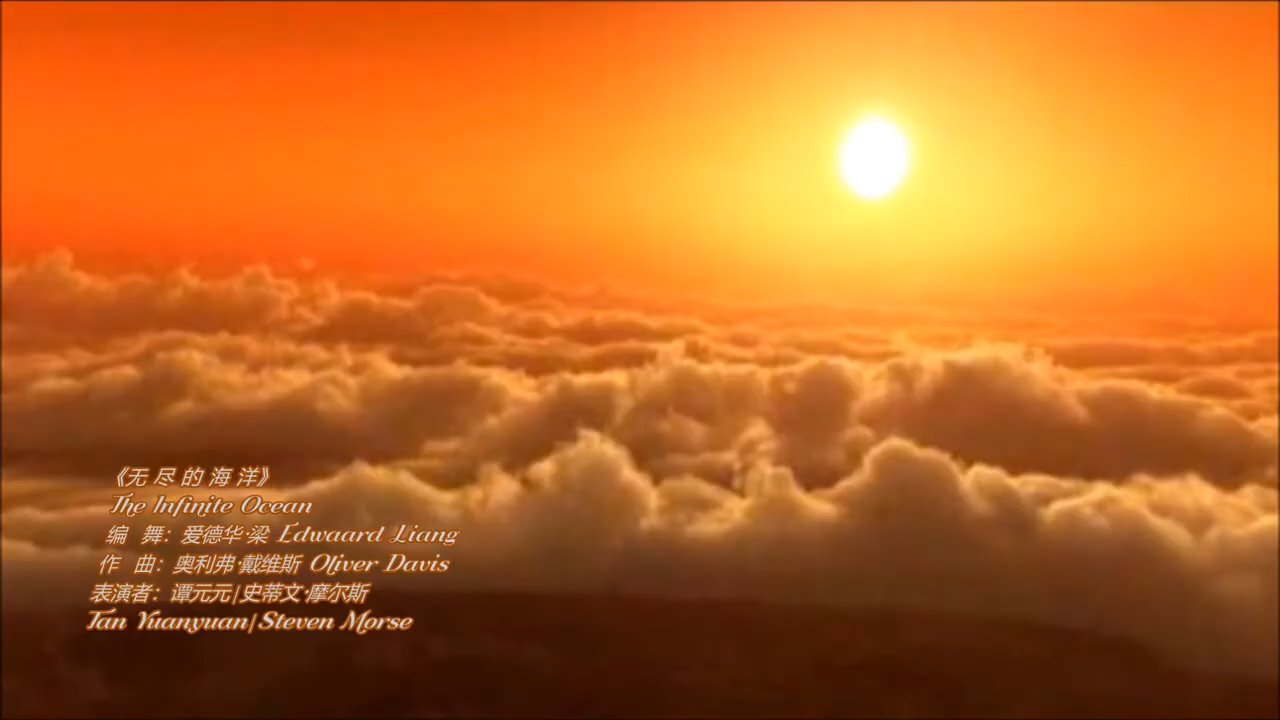 《无尽的海洋》
The Infinite Ocean
编 舞：爱德华·梁 Edwaard Liang
作 曲：奥利弗·戴维斯 Oliver Davis
表演者：谭元元|史蒂文·摩尔斯
Tan Yuanyuan|Steven Morse